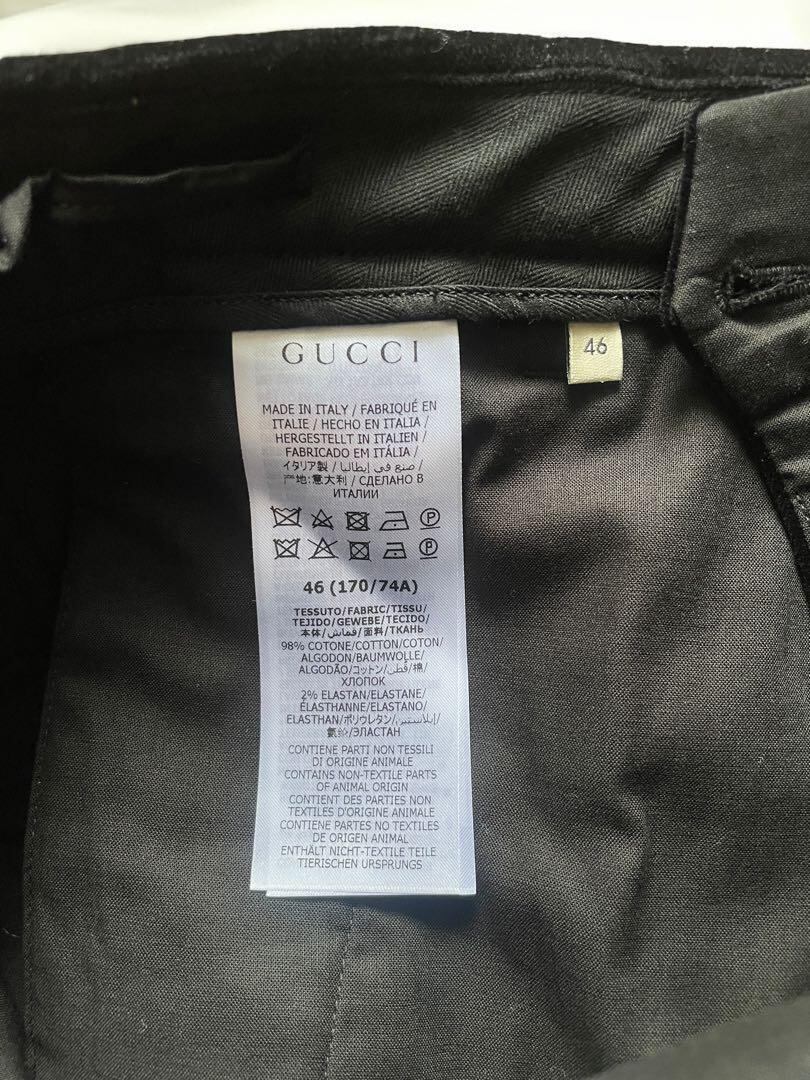 GUCCI
46
MADE IN ITALY / FABRIQUÉ EN
ITALIE / HECHO EN ITALIA /
HERGESTELLT IN ITALIEN /
FABRICADO EM ITÁLIA /
イタリア製 / صنع في إيطاليا /
产地:意大利 / СДЕЛАНО В
ИТАЛИИ
P
P
46 (170/74A)
TESSUTO/FABRIC/TISSU/
TEJIDO/GEWEBE/TECIDO/
本体/قماش/面料/ТКАНЬ
98% COTONE/COTTON/COTON/
ALGODON/BAUMWOLLE/
ALGODÃO/コットン/قطن/棉/
ХЛОПОК
2% ELASTAN/ELASTANE/
ÉLASTHANNE/ELASTANO/
ELASTHAN/ポリウレタン/
/ЭЛАСТАН
CONTIENE PARTI NON TESSILI
DI ORIGINE ANIMALE
CONTAINS NON-TEXTILE PARTS
OF ANIMAL ORIGIN
CONTIENT DES PARTIES NON
TEXTILES D'ORIGINE ANIMALE
CONTIENE PARTES NO TEXTILES
DE ORIGEN ANIMAL
ENTHÄLT NICHT-TEXTILE TEILE
TIERISCHEN URSPRUNGS